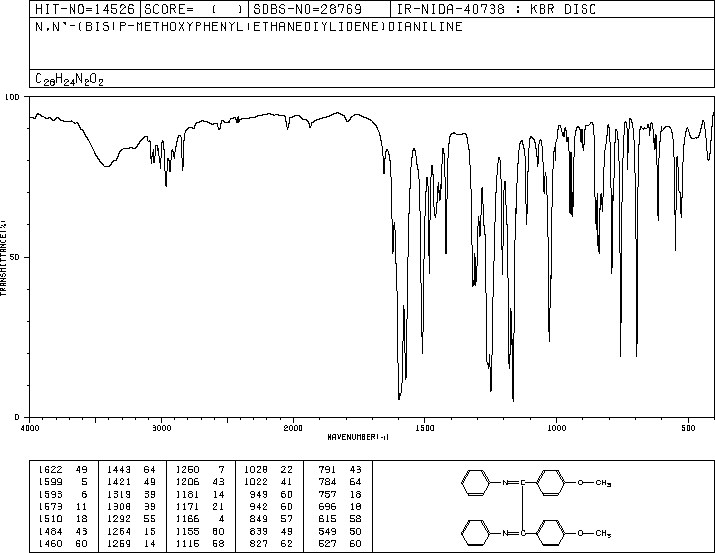 HIT-NO=14526 SCORE= ( ) SDBS-NO=28769 IR-NIDA-40738 : KBR DISC
N,N'-(BIS(P-METHOXYPHENYL)ETHANEDIYLIDENE)DIANILINE
C28H24N2O2
100
50
0
TRANSMITTANCE(%)
4000 3000 2000 1500 1000 500
WAVENUMBER(-1)
1622 49 1443 64 1250 7 1028 22 791 43
1599 5 1421 49 1206 43 1022 41 784 64
1593 6 1319 39 1181 14 949 60 757 18
1573 11 1308 39 1171 21 942 60 696 18
1510 18 1292 55 1166 4 849 57 615 58
1484 43 1264 15 1155 80 839 49 549 50
1460 60 1259 14 1116 58 827 62 527 60
N=C O-CH3
N=C O-CH3